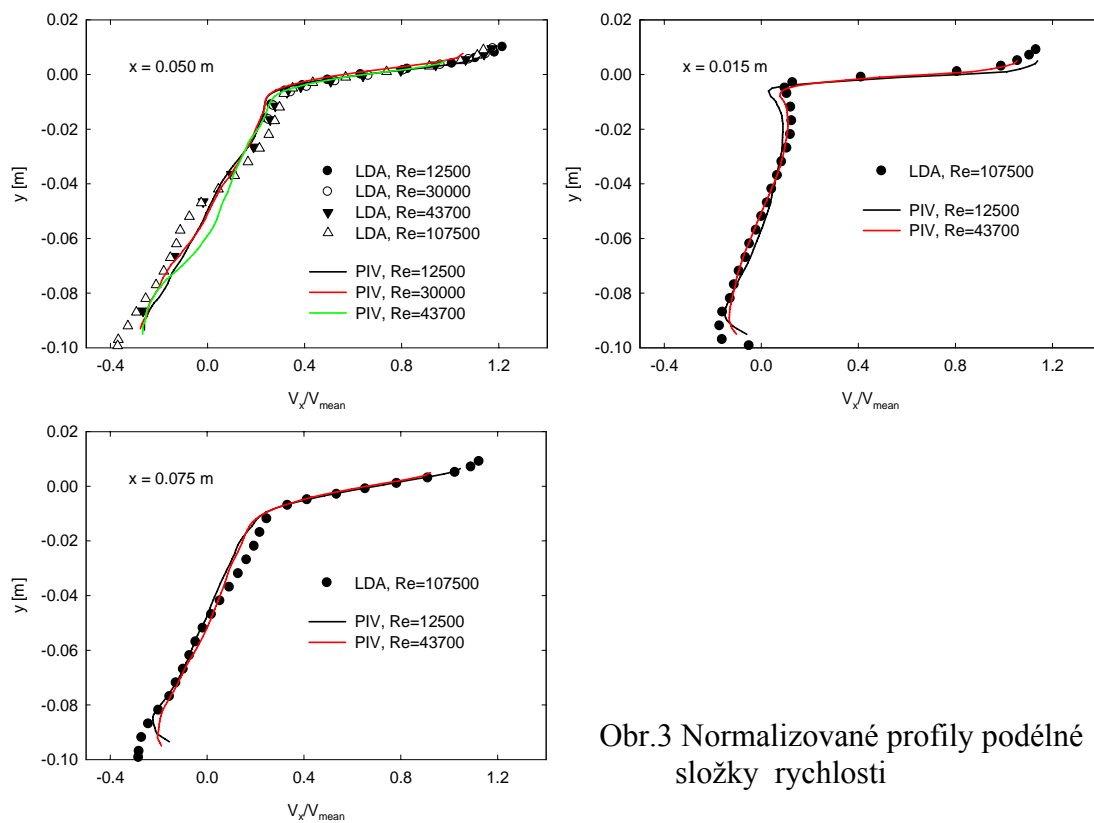 0.02
0.00
-0.02
-0.04
-0.06
-0.08
-0.10
y [m]
x = 0.050 m
LDA, Re=12500
LDA, Re=30000
LDA, Re=43700
LDA, Re=107500
PIV, Re=12500
PIV, Re=30000
PIV, Re=43700
-0.4 0.0 0.4 0.8 1.2
Vx/Vmean
0.02
0.00
-0.02
-0.04
-0.06
-0.08
-0.10
y [m]
x = 0.015 m
LDA, Re=107500
PIV, Re=12500
PIV, Re=43700
-0.4 0.0 0.4 0.8 1.2
Vx/Vmean
0.02
0.00
-0.02
-0.04
-0.06
-0.08
-0.10
y [m]
x = 0.075 m
LDA, Re=107500
PIV, Re=12500
PIV, Re=43700
-0.4 0.0 0.4 0.8 1.2
Vx/Vmean
Obr.3 Normalizované profily podélné
složky rychlosti